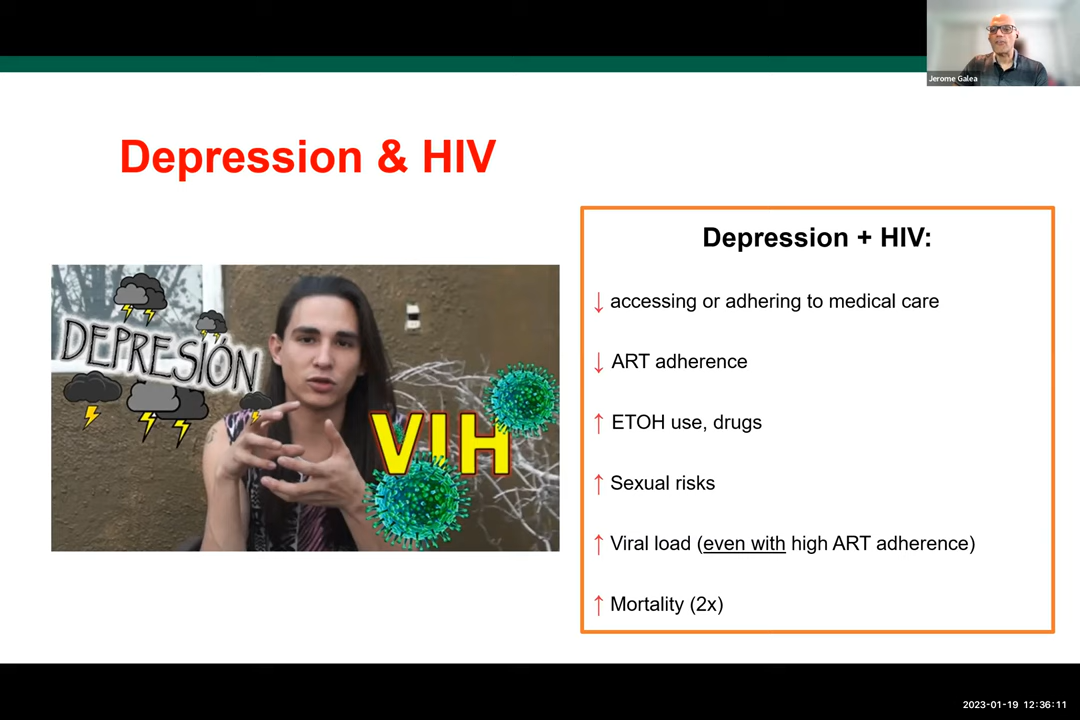 Jerome Galea
Depression & HIV
DEPRESIÓN
VIH
Depression + HIV:
↓ accessing or adhering to medical care
↓ ART adherence
↑ ETOH use, drugs
↑ Sexual risks
↑ Viral load (even with high ART adherence)
↑ Mortality (2x)
2023-01-19 12:36:11